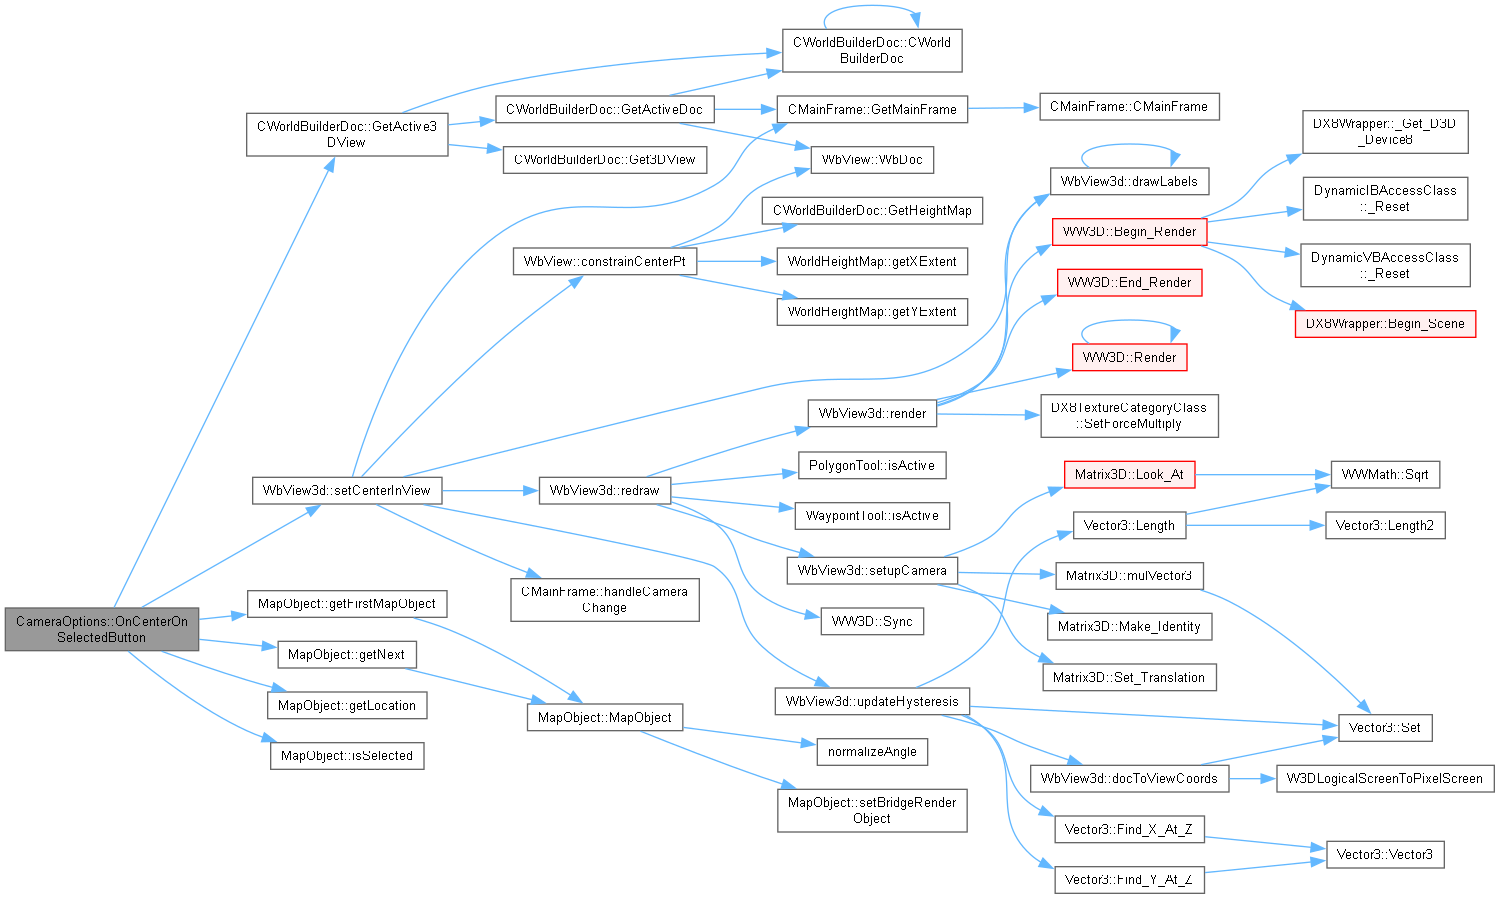 CameraOptions::OnCenterOn
SelectedButton
CWorldBuilderDoc::GetActive3
DView
WbView3d::setCenterInView
MapObject::getFirstMapObject
MapObject::getNext
MapObject::getLocation
MapObject::isSelected
CWorldBuilderDoc::GetActiveDoc
CWorldBuilderDoc::Get3DView
WbView::constrainCenterPt
WbView3d::redraw
CMainFrame::handleCamera
Change
MapObject::MapObject
CWorldBuilderDoc::CWorld
BuilderDoc
CMainFrame::GetMainFrame
WbView::WbDoc
CWorldBuilderDoc::GetHeightMap
WorldHeightMap::getXExtent
WorldHeightMap::getYExtent
WbView3d::render
PolygonTool::isActive
WaypointTool::isActive
WbView3d::setupCamera
WW3D::Sync
WbView3d::updateHysteresis
normalizeAngle
MapObject::setBridgeRender
Object
CMainFrame::CMainFrame
WbView3d::drawLabels
WW3D::Begin_Render
WW3D::End_Render
WW3D::Render
DX8TextureCategoryClass
::SetForceMultiply
Matrix3D::Look_At
Vector3::Length
Matrix3D::mulVector3
Matrix3D::Make_Identity
Matrix3D::Set_Translation
WbView3d::docToViewCoords
Vector3::Find_X_At_Z
Vector3::Find_Y_At_Z
DX8Wrapper::_Get_D3D
_Device8
DynamicIBAccessClass
::_Reset
DynamicVBAccessClass
::_Reset
DX8Wrapper::Begin_Scene
WWMath::Sqrt
Vector3::Length2
Vector3::Set
W3DLogicalScreenToPixelScreen
Vector3::Vector3